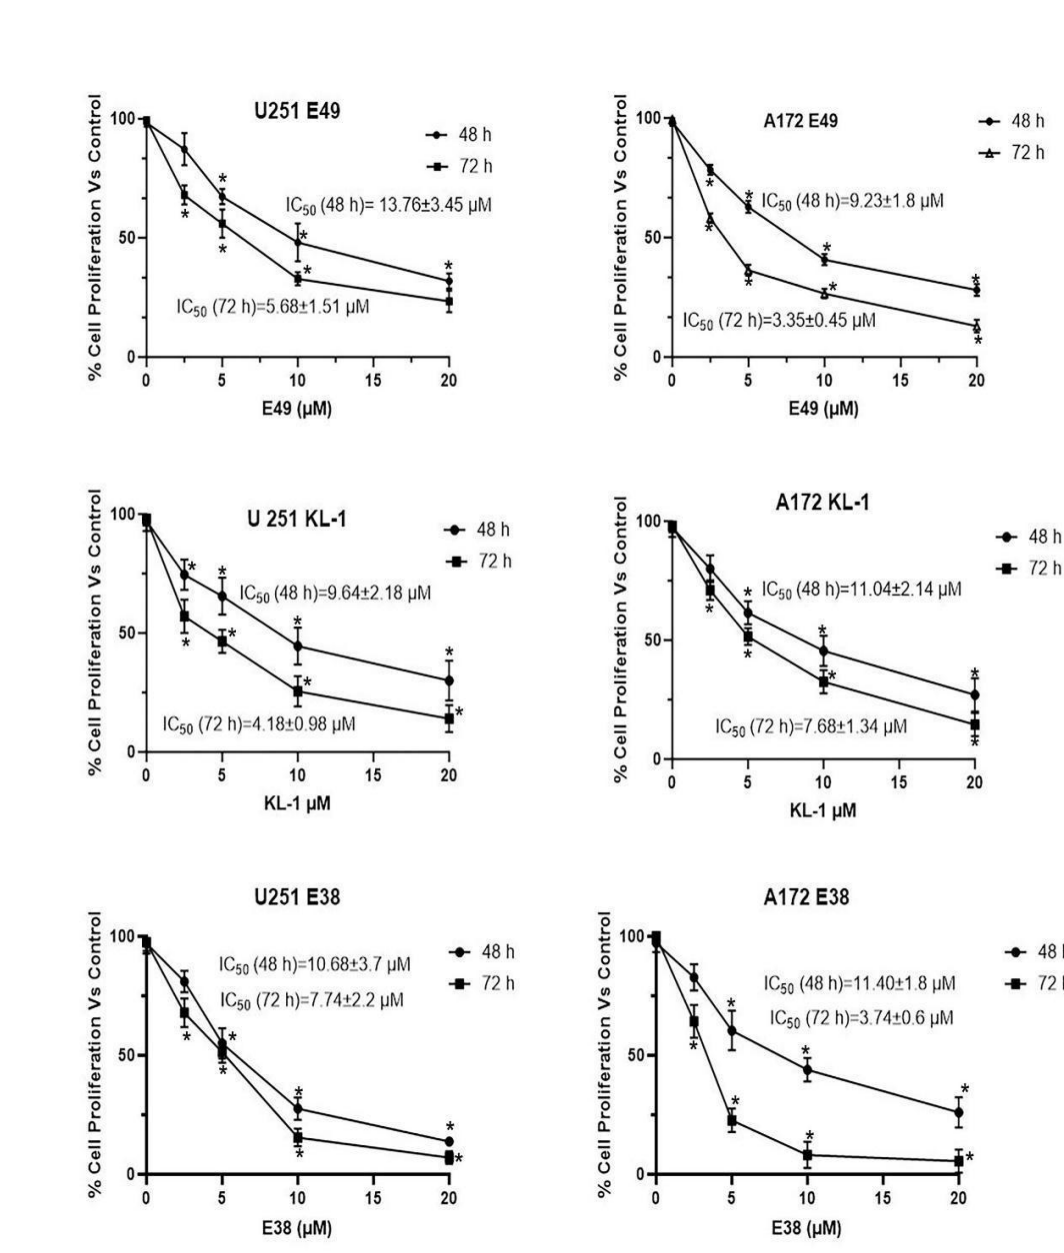 U251 E49
% Cell Proliferation Vs Control
100
50
0
0 5 10 15 20
E49 (µM)
48 h
72 h
IC50 (48 h)= 13.76±3.45 µM
IC50 (72 h)=5.68±1.51 µM
A172 E49
% Cell Proliferation Vs Control
100
50
0
0 5 10 15 20
E49 (µM)
48 h
72 h
IC50 (48 h)=9.23±1.8 µM
IC50 (72 h)=3.35±0.45 µM
U 251 KL-1
% Cell Proliferation Vs Control
100
50
0
0 5 10 15 20
KL-1 µM
48 h
72 h
IC50 (48 h)=9.64±2.18 µM
IC50 (72 h)=4.18±0.98 µM
A172 KL-1
% Cell Proliferation Vs Control
100
50
0
0 5 10 15 20
KL-1 µM
48 h
72 h
IC50 (48 h)=11.04±2.14 µM
IC50 (72 h)=7.68±1.34 µM
U251 E38
% Cell Proliferation Vs Control
100
50
0
0 5 10 15 20
E38 (µM)
48 h
72 h
IC50 (48 h)=10.68±3.7 µM
IC50 (72 h)=7.74±2.2 µM
A172 E38
% Cell Proliferation Vs Control
100
50
0
0 5 10 15 20
E38 (µM)
48
72
IC50 (48 h)=11.40±1.8 µM
IC50 (72 h)=3.74±0.6 µM